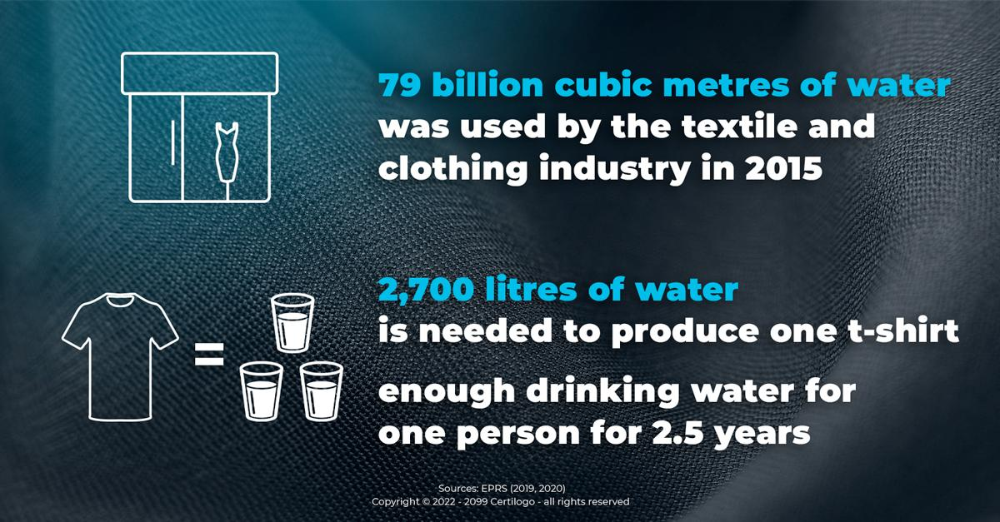 79 billion cubic metres of water
was used by the textile and
clothing industry in 2015
2,700 litres of water
is needed to produce one t-shirt
enough drinking water for
one person for 2.5 years
Sources: EPRS (2019, 2020)
Copyright © 2022 - 2099 Certilogo - all rights reserved